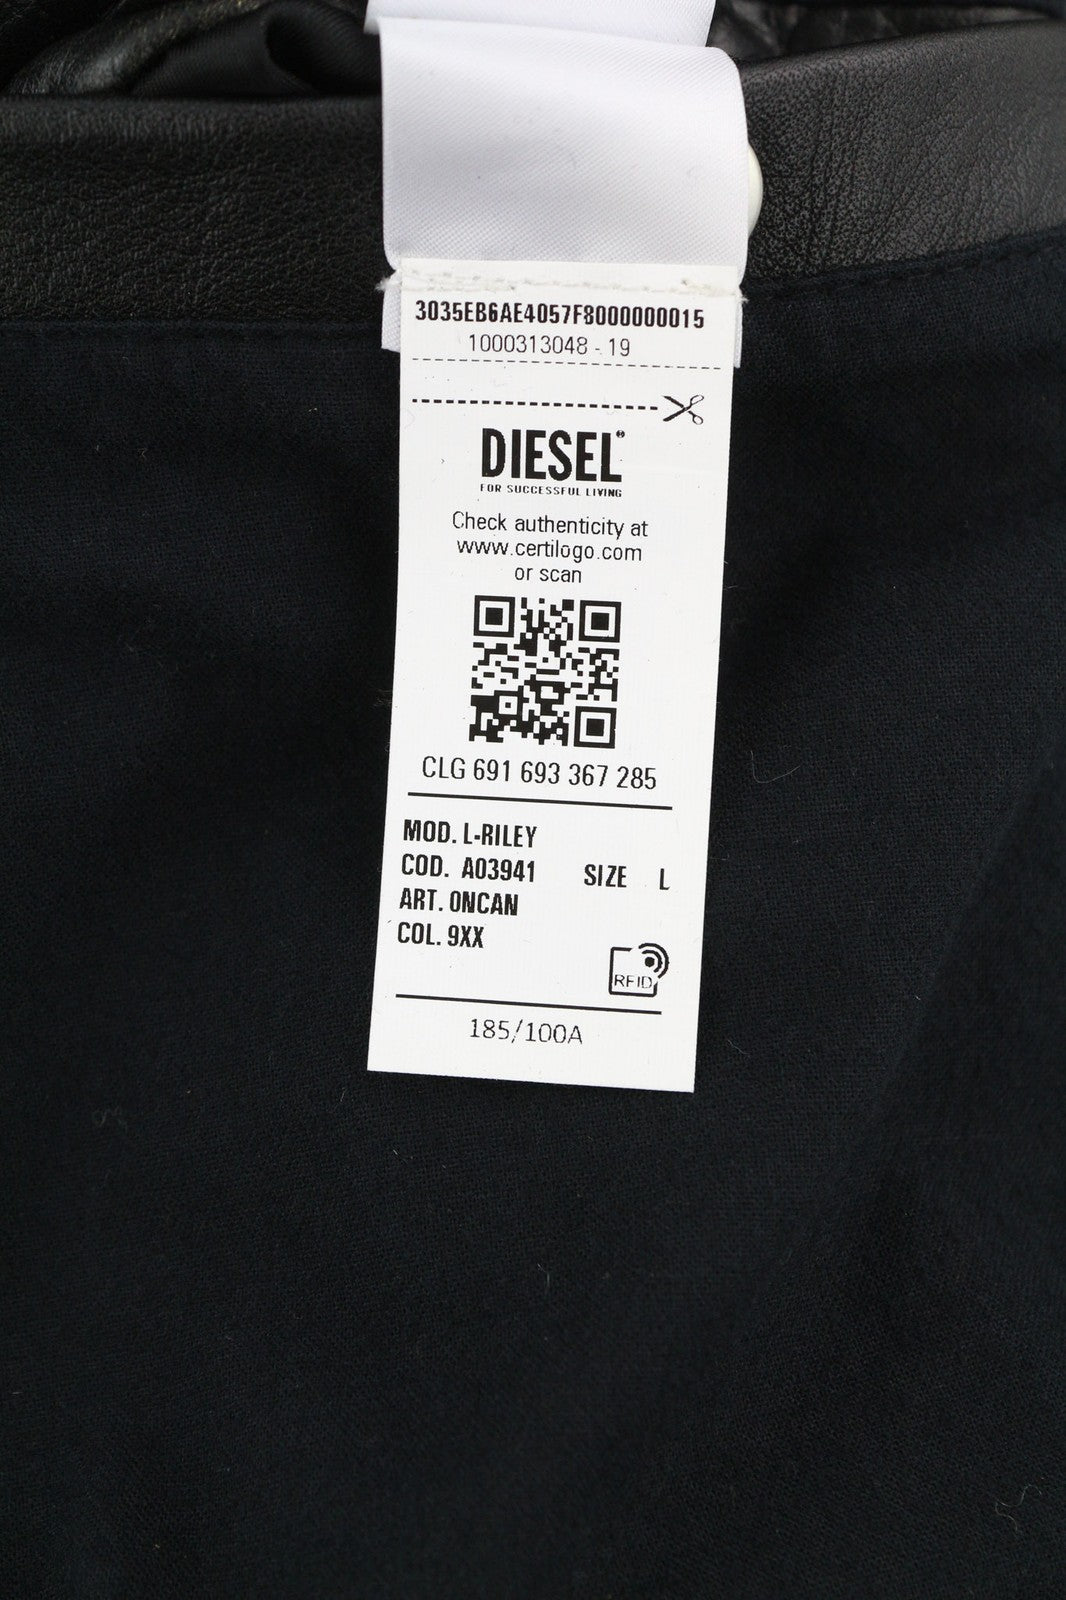 3035EB6AE4057F8000000015
1000313048 - 19
DIESEL®
FOR SUCCESSFUL LIVING
Check authenticity at
www.certilogo.com
or scan
CLG 691 693 367 285
MOD. L-RILEY
COD. A03941 SIZE L
ART. 0NCAN
COL. 9XX
RFID
185/100A